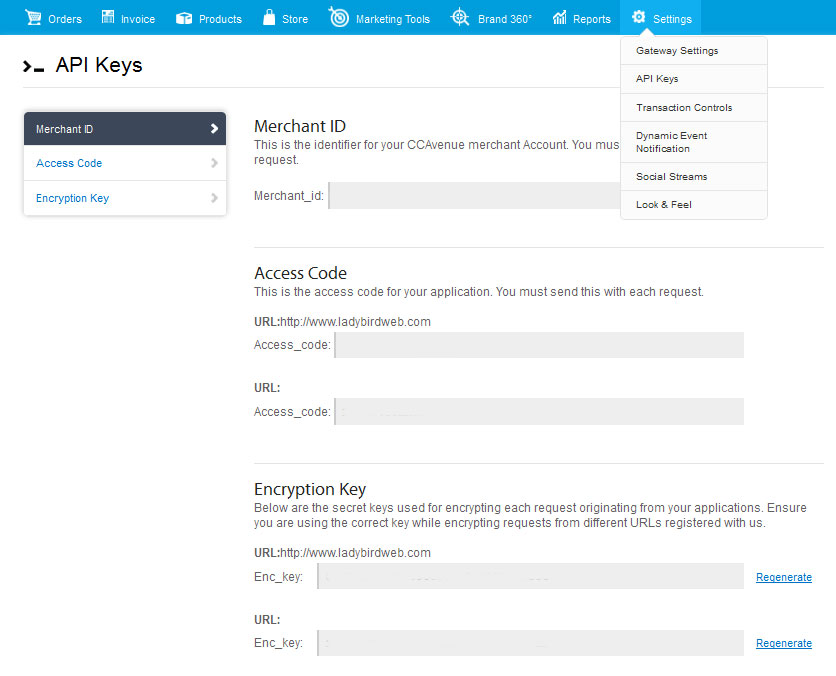 Orders Invoice Products Store Marketing Tools Brand 360° Reports Settings
Gateway Settings
API Keys
Transaction Controls
Dynamic Event
Notification
Social Streams
Look & Feel
API Keys
Merchant ID
Access Code
Encryption Key
Merchant ID
This is the identifier for your CCAvenue merchant Account. You mus
request.
Merchant_id:
Access Code
This is the access code for your application. You must send this with each request.
URL:http://www.ladybirdweb.com
Access_code:
URL:
Access_code:
Encryption Key
Below are the secret keys used for encrypting each request originating from your applications. Ensure
you are using the correct key while encrypting requests from different URLs registered with us.
URL:http://www.ladybirdweb.com
Enc_key: Regenerate
URL:
Enc_key: Regenerate